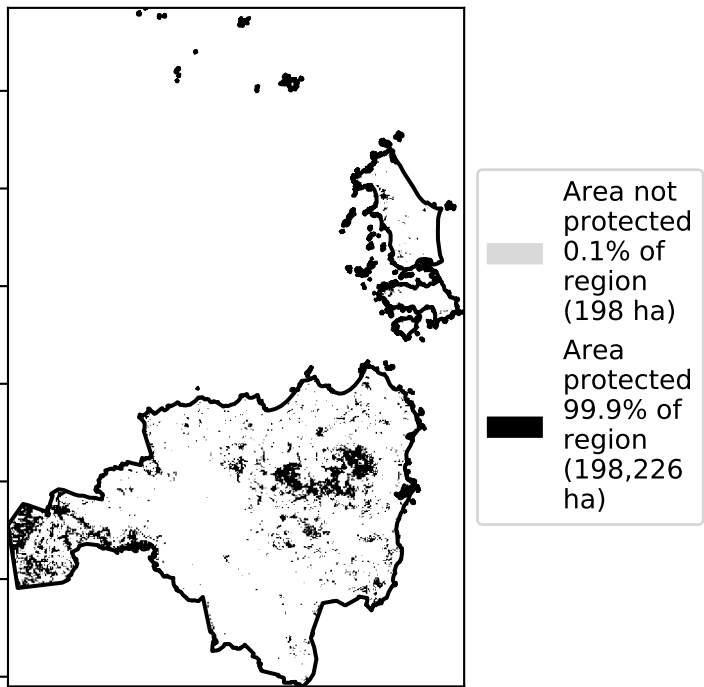 Area not
protected
0.1% of
region
(198 ha)
Area
protected
99.9% of
region
(198,226
ha)